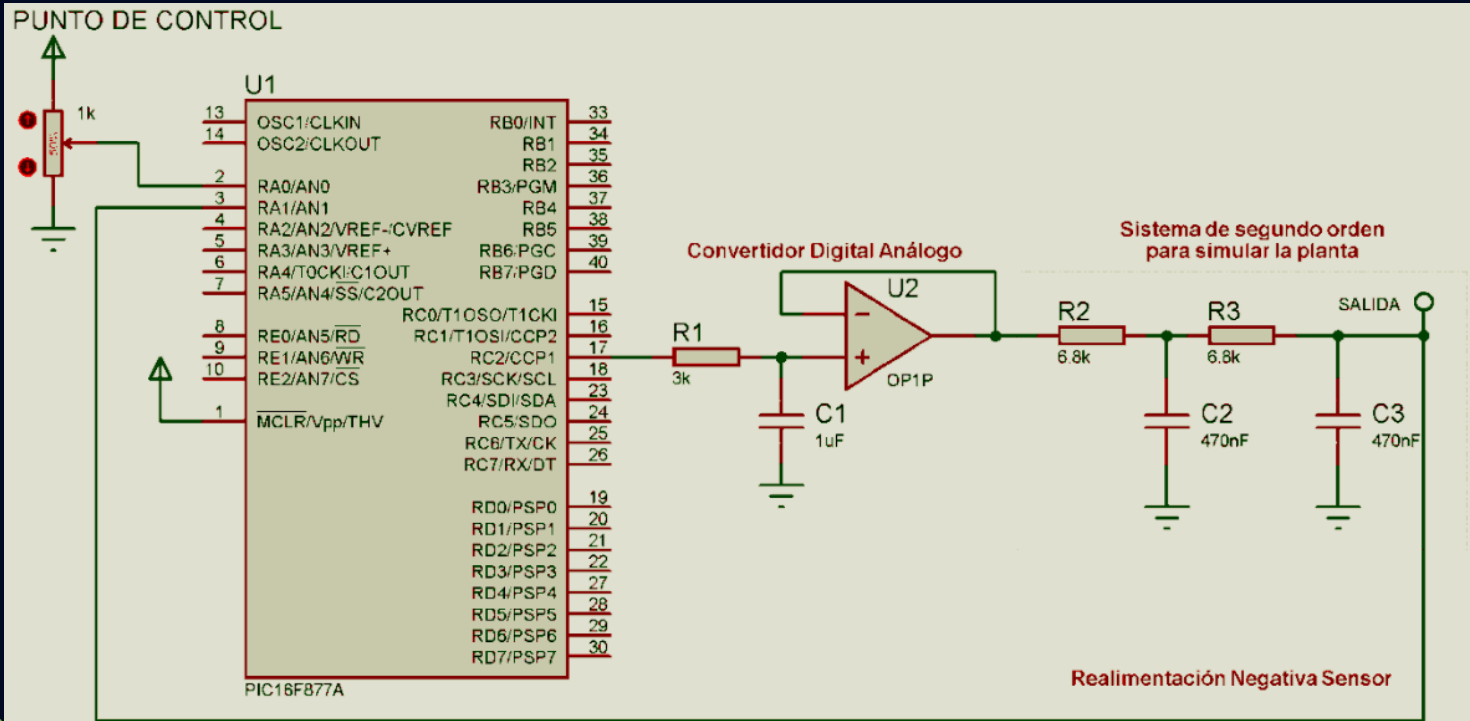 PUNTO DE CONTROL
1k
50%
U1
13 OSC1/CLKIN
14 OSC2/CLKOUT
2 RA0/AN0
3 RA1/AN1
4 RA2/AN2/VREF-/CVREF
5 RA3/AN3/VREF+
6 RA4/T0CKI/C1OUT
7 RA5/AN4/SS/C2OUT
8 RE0/AN5/RD
9 RE1/AN6/WR
10 RE2/AN7/CS
1 MCLR/Vpp/THV
RB0/INT 33
RB1 34
RB2 35
RB3/PGM 36
RB4 37
RB5 38
RB6/PGC 39
RB7/PGD 40
RC0/T1OSO/T1CKI 15
RC1/T1OSI/CCP2 16
RC2/CCP1 17
RC3/SCK/SCL 18
RC4/SDI/SDA 23
RC5/SDO 24
RC6/TX/CK 25
RC7/RX/DT 26
RD0/PSP0 19
RD1/PSP1 20
RD2/PSP2 21
RD3/PSP3 22
RD4/PSP4 27
RD5/PSP5 28
RD6/PSP6 29
RD7/PSP7 30
PIC16F877A
Convertidor Digital Análogo
R1
3k
C1
1uF
U2
OP1P
Sistema de segundo orden
para simular la planta
R2
6.8k
R3
6.8k
SALIDA
C2
470nF
C3
470nF
Realimentación Negativa Sensor